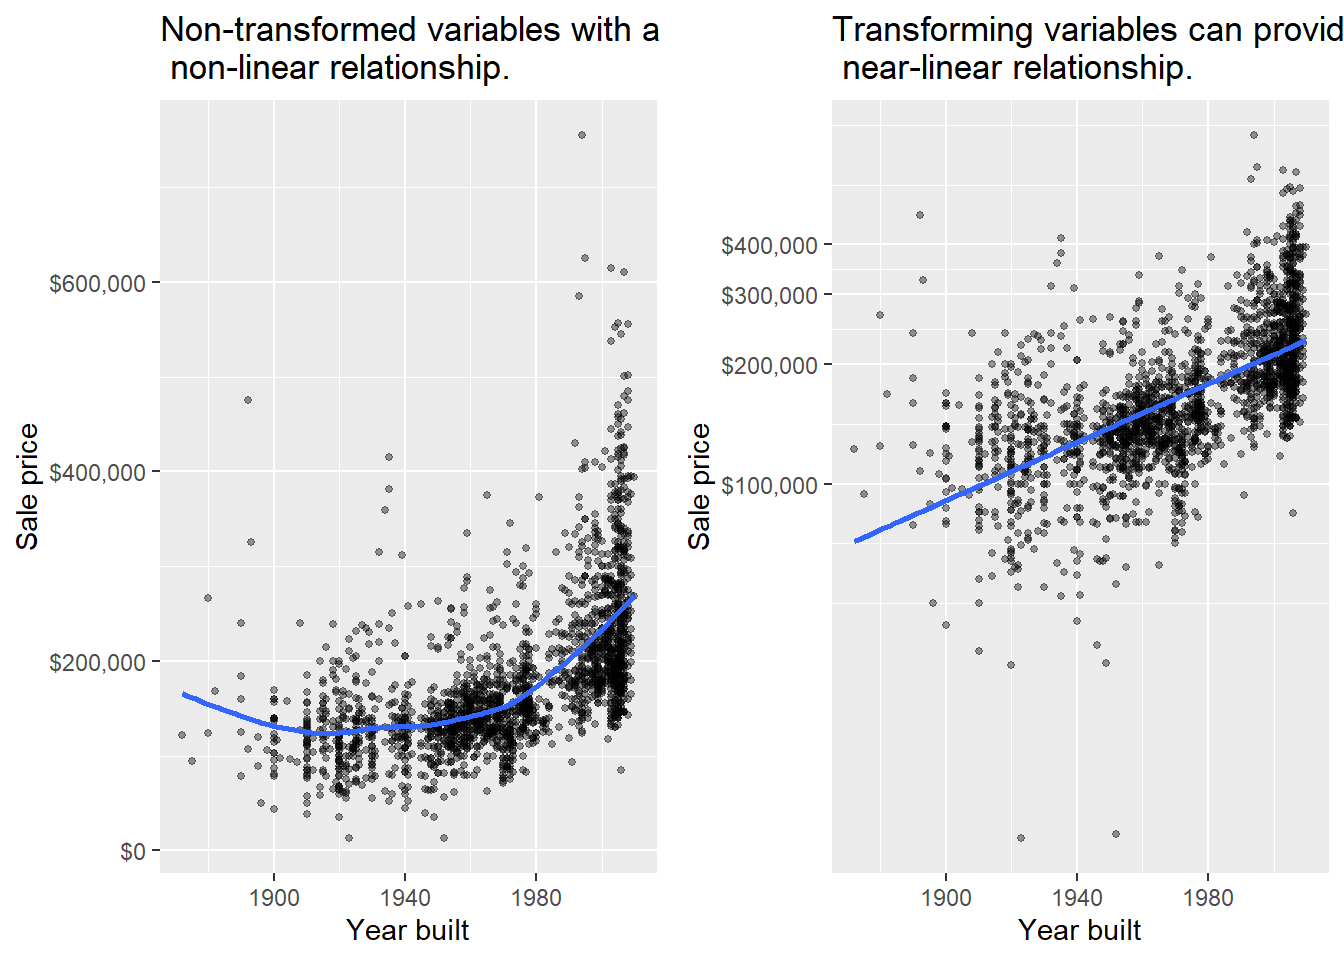 Non-transformed variables with a
non-linear relationship.
Sale price
$600,000
$400,000
$200,000
$0
1900 1940 1980
Year built
Transforming variables can provid
near-linear relationship.
Sale price
$400,000
$300,000
$200,000
$100,000
1900 1940 1980
Year built